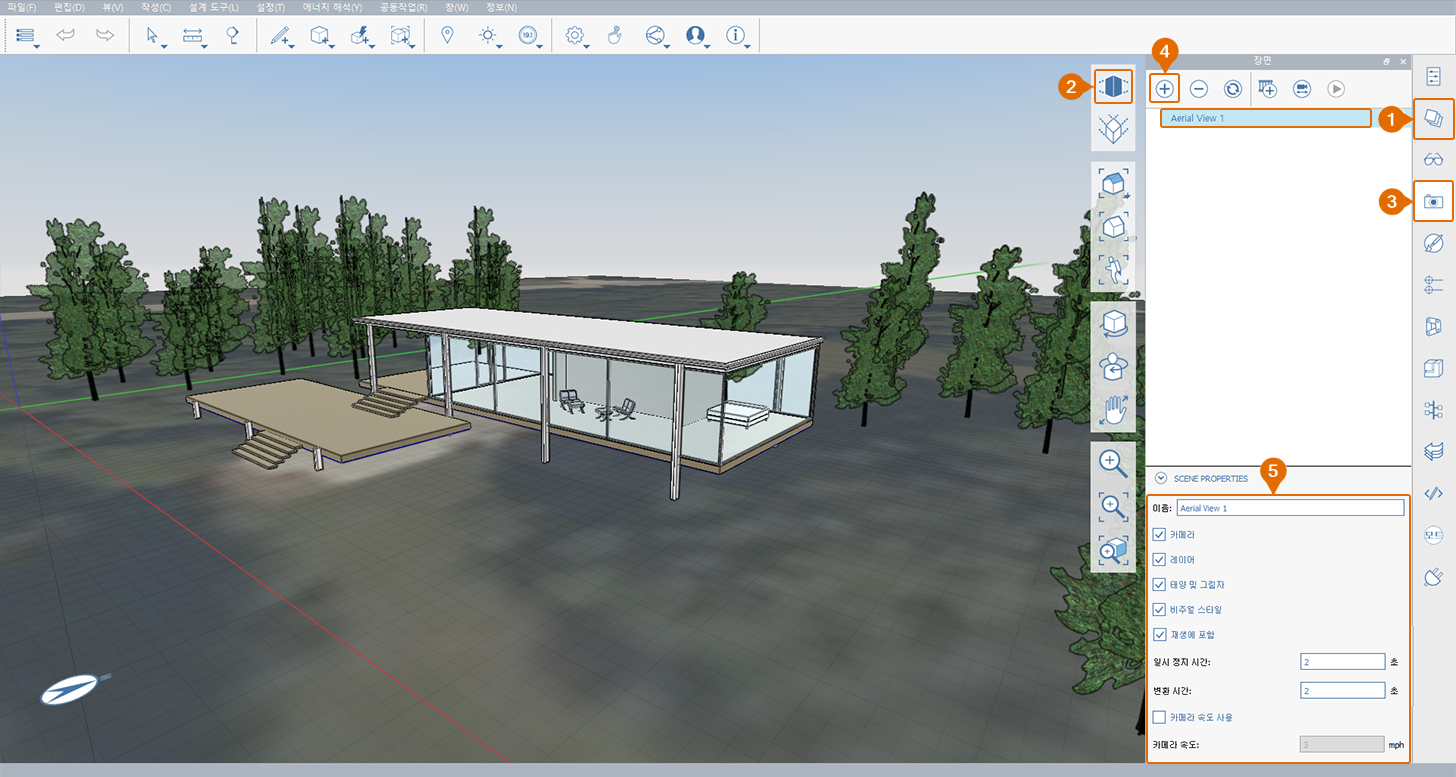 파일(F) 편집(D) 뷰(V) 작성(C) 설계 도구(L) 설정(T) 에너지 해석(Y) 공동작업(R) 창(W) 정보(N)
19.1
장면
4
2
1
3
Aerial View 1
모드
SCENE PROPERTIES
5
이름: Aerial View 1
카메라
레이어
태양 및 그림자
비주얼 스타일
재생에 포함
일시 정지 시간: 2 초
변환 시간: 2 초
카메라 속도 사용
카메라 속도: 3 mph